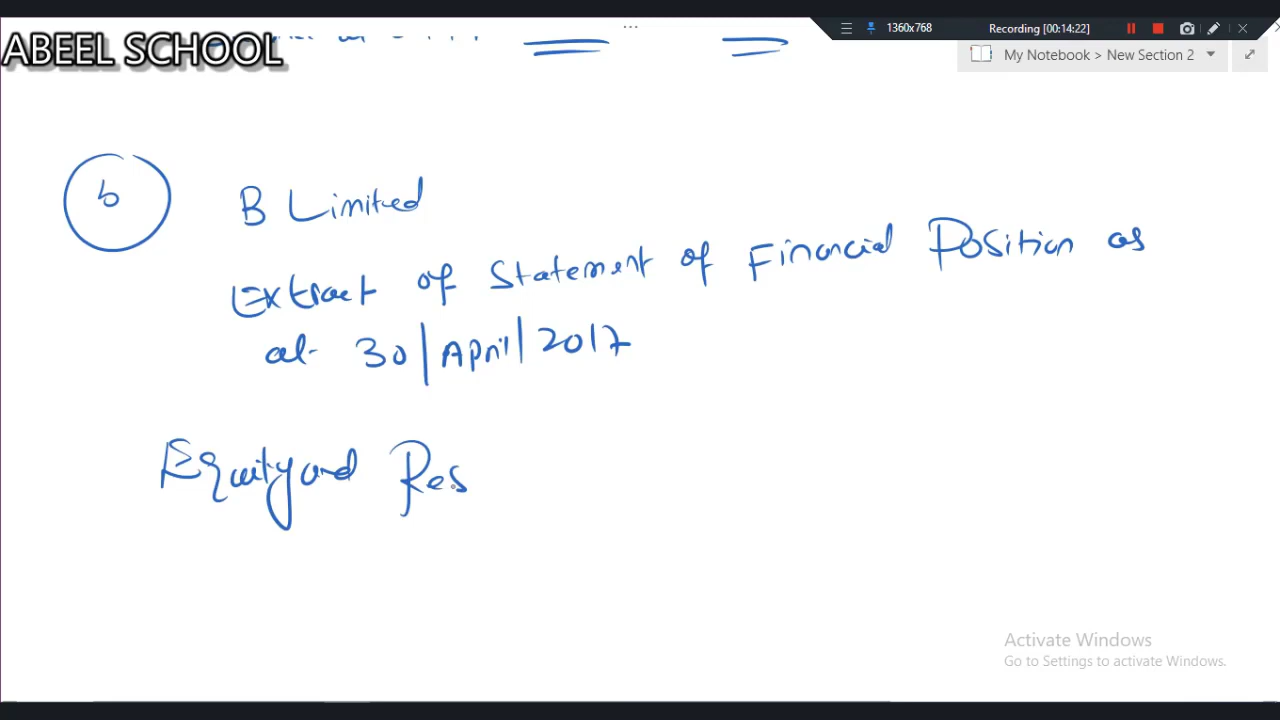 ABEEL SCHOOL
1360x768
Recording [00:14:22]
My Notebook > New Section 2
b
B Limited
Extract of Statement of Financial Position as
at 30/April/2017
Equity and Res
Activate Windows
Go to Settings to activate Windows.